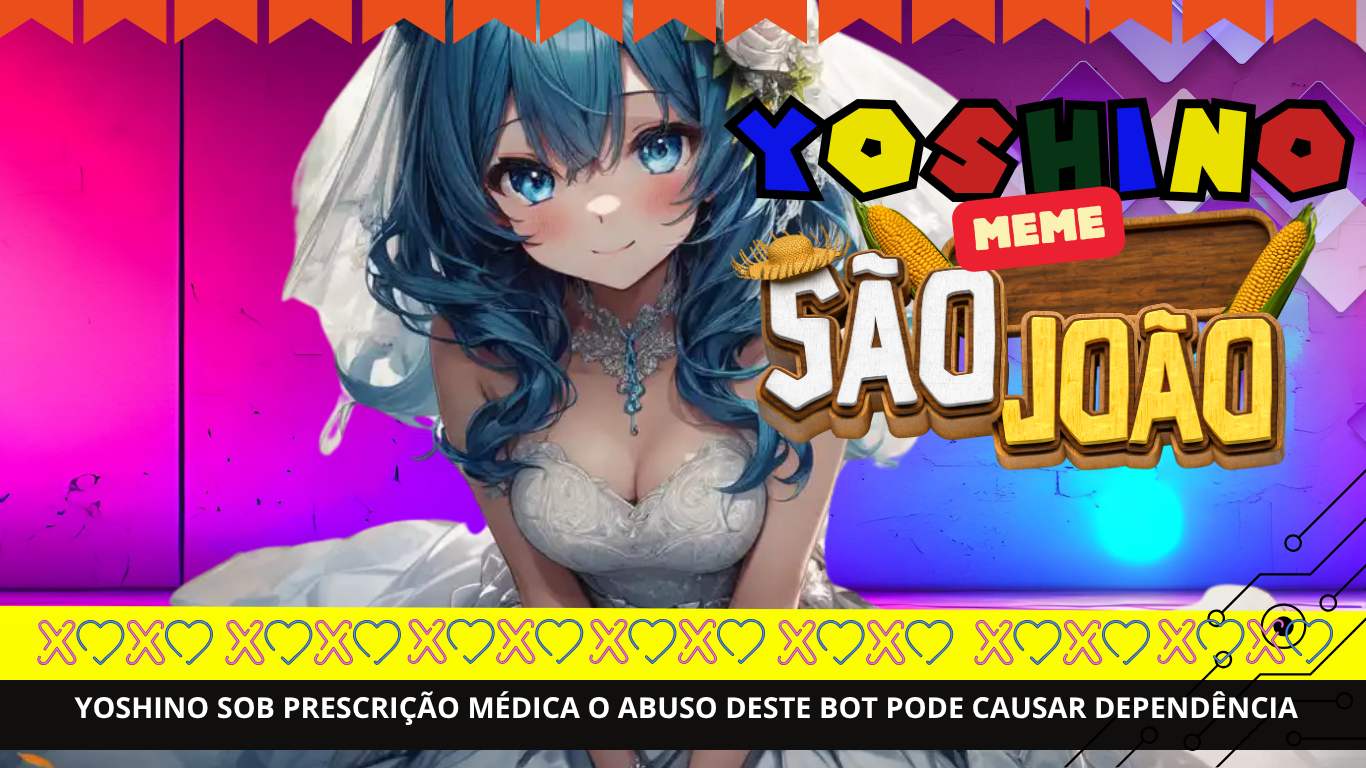 YOSHINO
MEME
SÃO
JOÃO
YOSHINO SOB PRESCRIÇÃO MÉDICA O ABUSO DESTE BOT PODE CAUSAR DEPENDÊNCIA